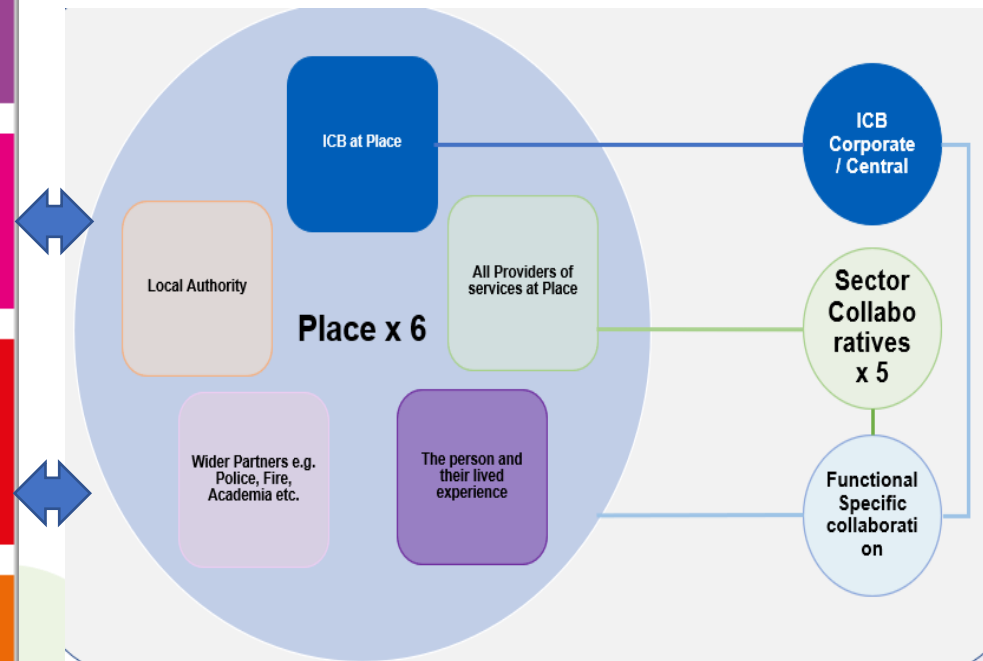 ICB at Place
ICB
Corporate
/ Central
Local Authority
All Providers of
services at Place
Place x 6
Sector
Collabo
ratives
x 5
Wider Partners e.g.
Police, Fire,
Academia etc.
The person and
their lived
experience
Functional
Specific
collaborati
on